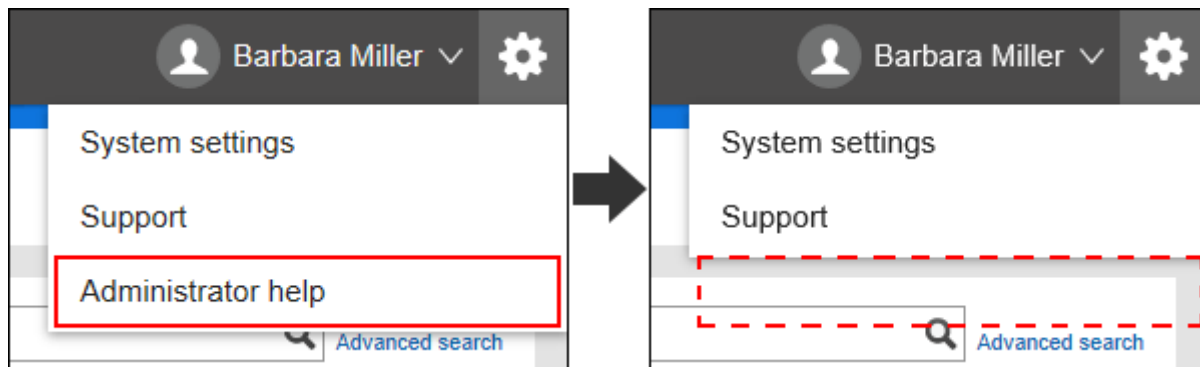 Barbara Miller
System settings
Support
Administrator help
Advanced search
Barbara Miller
System settings
Support
Advanced search